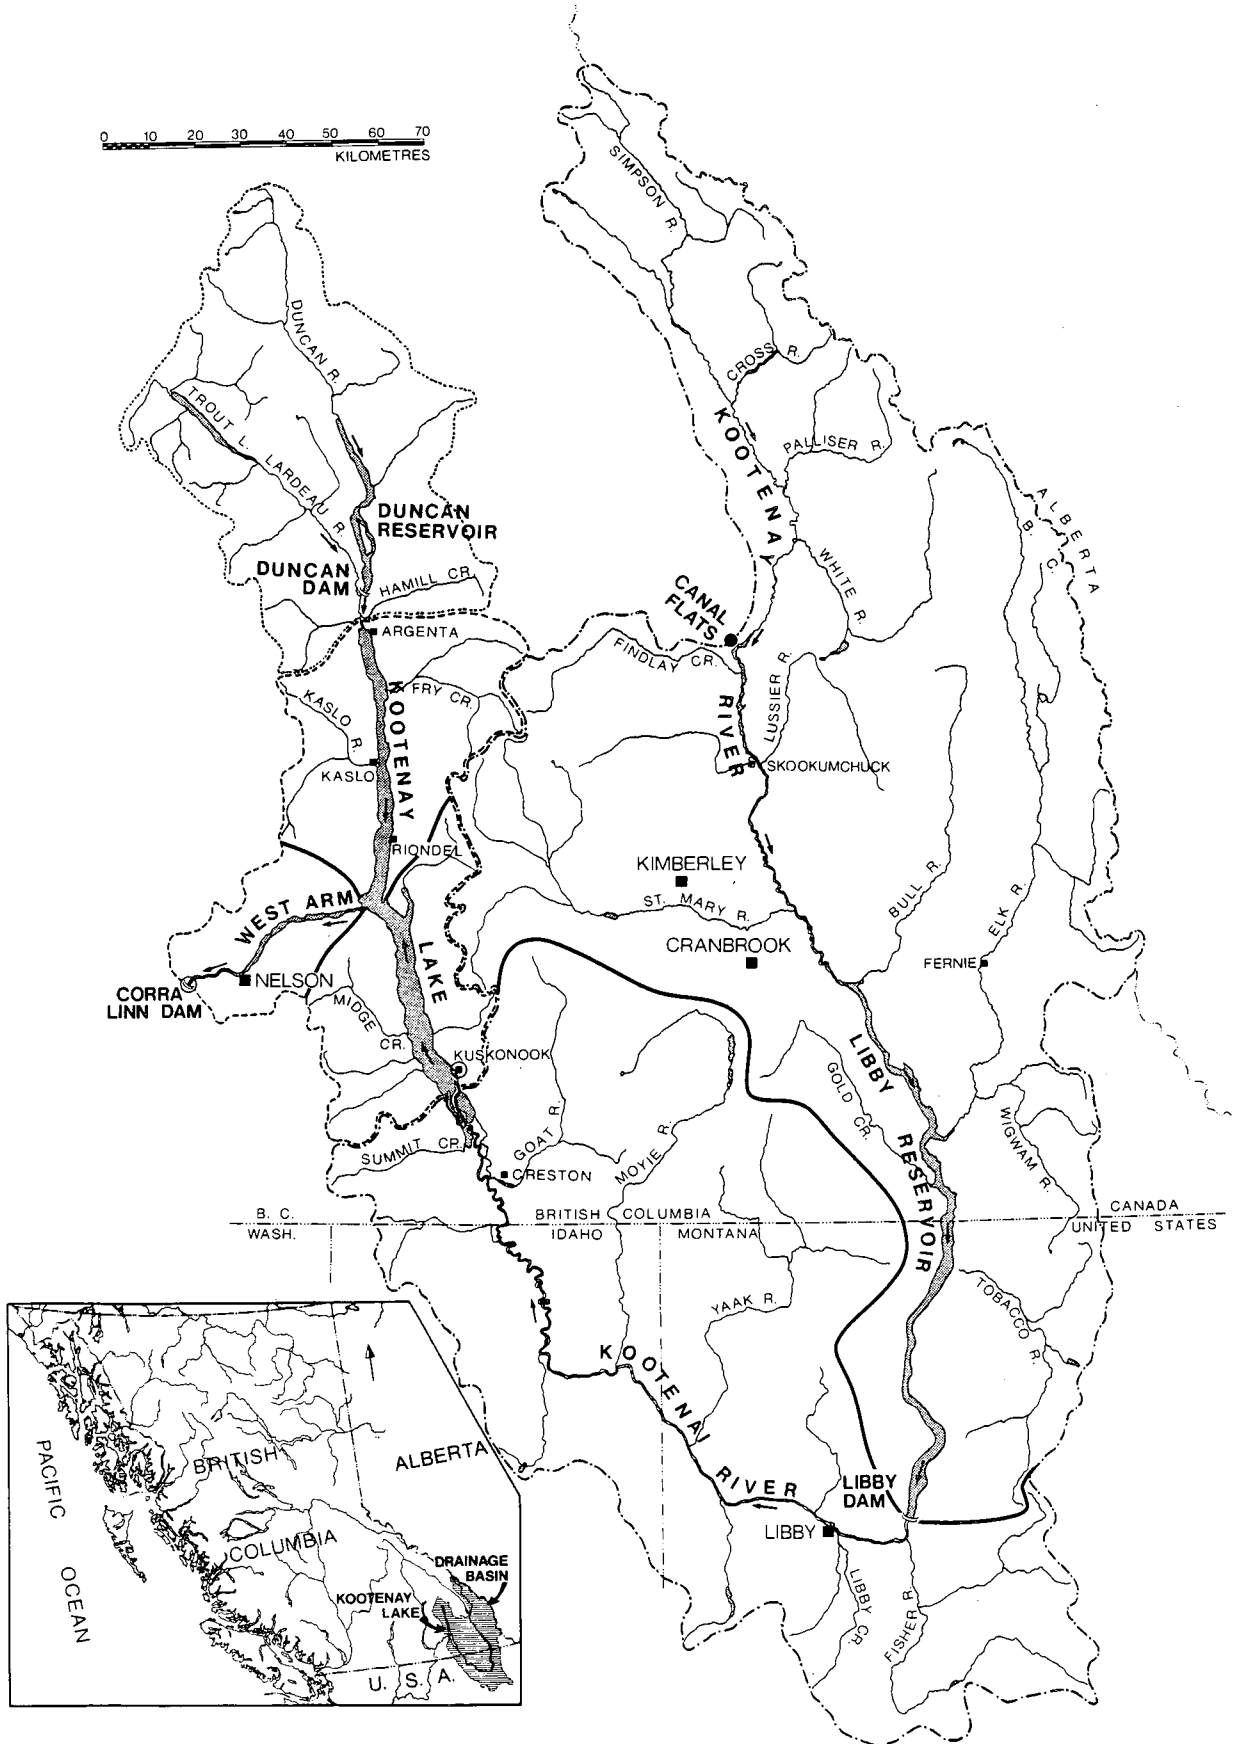 0 10 20 30 40 50 60 70
KILOMETRES
SIMPSON R.
DUNCAN R.
CROSS R.
TROUT L.
LARDEAU R.
KOOTENAY
PALLISER R.
ALBERTA
B. C.
DUNCAN
RESERVOIR
DUNCAN
DAM
HAMILL CR.
WHITE R.
CANAL
FLATS
ARGENTA
FINDLAY CR.
LUSSIER R.
KASLO R.
FRY CR.
KOOTENAY
RIVER
KASLO
SKOOKUMCHUCK
RIONDEL
KIMBERLEY
WEST ARM
ST. MARY R.
BULL R.
ELK R.
LAKE
CRANBROOK
FERNIE
NELSON
CORRA
LINN DAM
MIDGE
CR.
KUSKONOOK
LIBBY
GOLD CR.
RESERVOIR
WIGWAM R.
SUMMIT CR.
GOAT R.
MOYIE R.
CRESTON
B. C.
WASH.
BRITISH COLUMBIA
IDAHO
MONTANA
CANADA
UNITED STATES
TOBACCO R.
YAAK R.
KOOTENAI
RIVER
LIBBY
DAM
LIBBY
LIBBY CR.
FISHER R.
PACIFIC
OCEAN
BRITISH
COLUMBIA
ALBERTA
DRAINAGE
BASIN
KOOTENAY
LAKE
U. S. A.